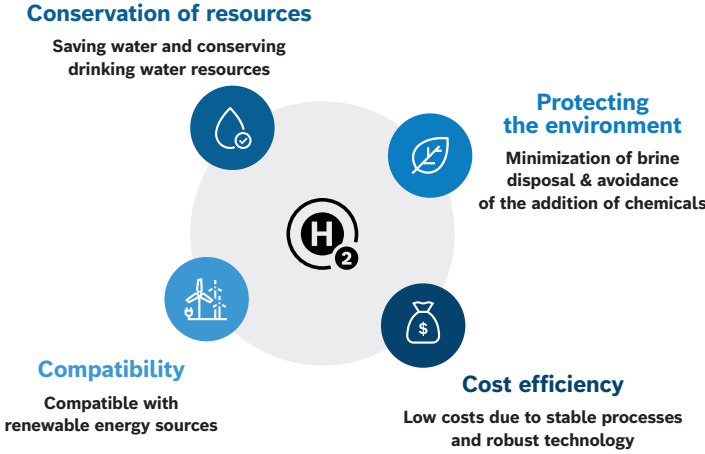 Conservation of resources
Saving water and conserving
drinking water resources
Protecting
the environment
Minimization of brine
disposal & avoidance
of the addition of chemicals
H
2
$
Compatibility
Compatible with
renewable energy sources
Cost efficiency
Low costs due to stable processes
and robust technology